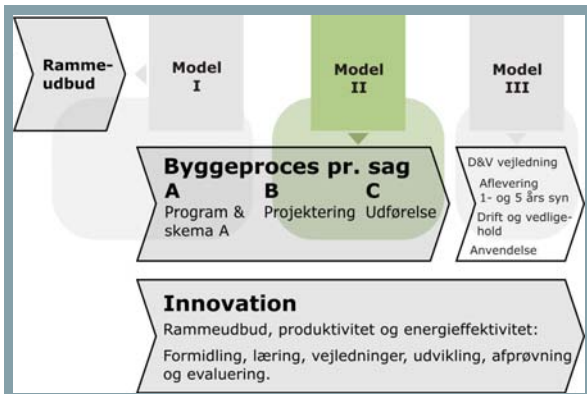 Ramme-
udbud
Model
I
Model
II
Model
III
Byggeproces pr. sag
A
Program &
skema A
B
Projektering
C
Udførelse
D&V vejledning
Aflevering
1- og 5 års syn
Drift og vedlige-
hold
Anvendelse
Innovation
Rammeudbud, produktivitet og energieffektivitet:
Formidling, læring, vejledninger, udvikling, afprøvning
og evaluering.